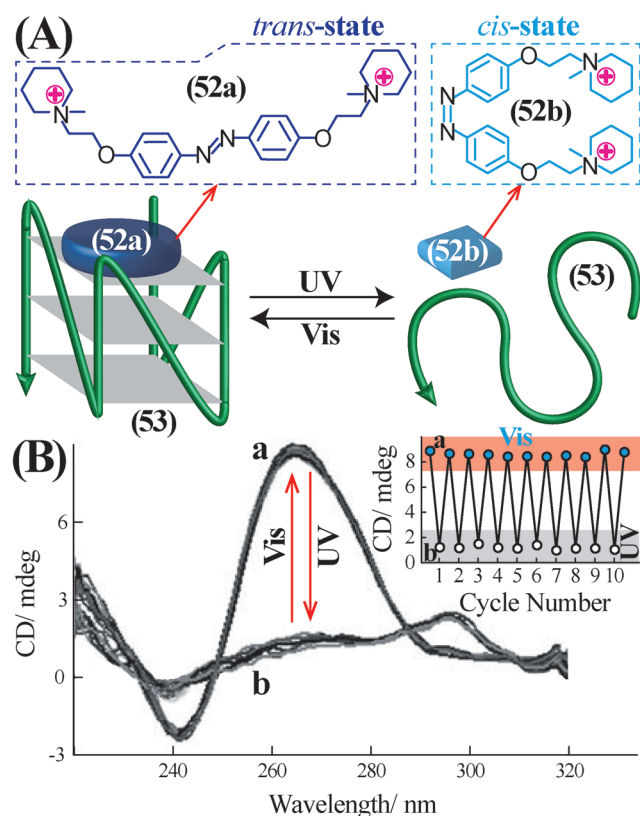 (A)
trans-state
cis-state
(52a)
(52b)
N
N
O
N
N
O
O
N
N
N
O
N
(52a)
(52b)
(53)
UV
Vis
(53)
(B)
a
b
Vis
UV
CD/ mdeg
6
3
0
-3
240
260
280
300
320
Wavelength/ nm
a
Vis
b
UV
CD/ mdeg
8
6
4
2
0
1 2 3 4 5 6 7 8 9 10
Cycle Number